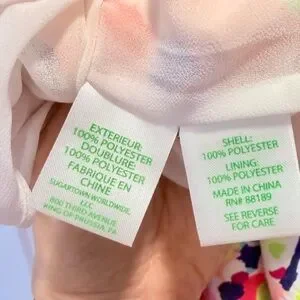 EXTERIEUR:
100% POLYESTER
DOUBLURE:
100% POLYESTER
FABRIQUE EN
CHINE
SUGARTOWN WORLDWIDE,
LLC
800 THIRD AVENUE
KING-OF-PRUSSIA, PA
SHELL:
100% POLYESTER
LINING:
100% POLYESTER
MADE IN CHINA
RN# 88189
SEE REVERSE
FOR CARE